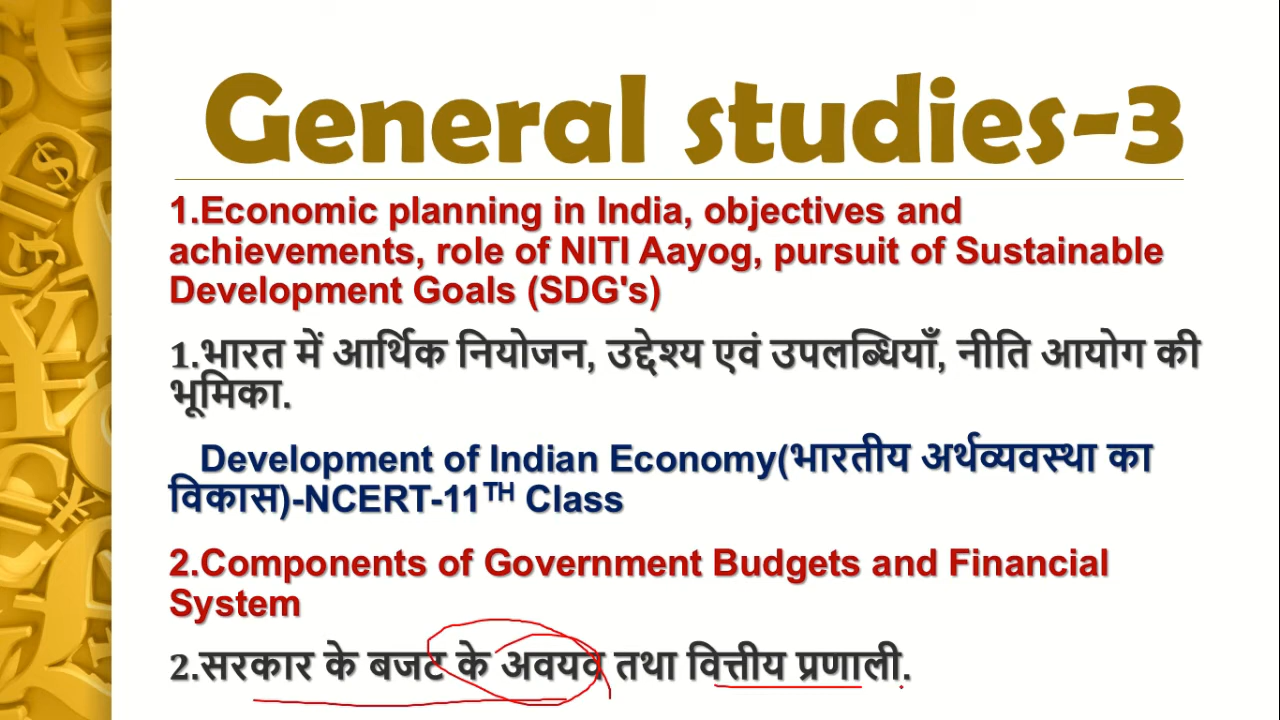 General studies-3
1.Economic planning in India, objectives and
achievements, role of NITI Aayog, pursuit of Sustainable
Development Goals (SDG's)
1.भारत में आर्थिक नियोजन, उद्देश्य एवं उपलब्धियाँ, नीति आयोग की
भूमिका.
Development of Indian Economy(भारतीय अर्थव्यवस्था का
विकास)-NCERT-11TH Class
2.Components of Government Budgets and Financial
System
2.सरकार के बजट के अवयव तथा वित्तीय प्रणाली.